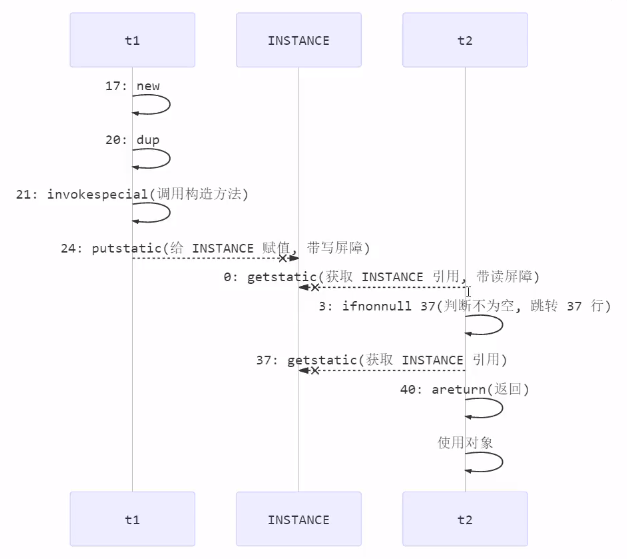 t1 INSTANCE t2
17: new
20: dup
21: invokespecial(调用构造方法)
24: putstatic(给 INSTANCE 赋值, 带写屏障)
0: getstatic(获取 INSTANCE 引用, 带读屏障)
3: ifnonnull 37(判断不为空, 跳转 37 行)
37: getstatic(获取 INSTANCE 引用)
40: areturn(返回)
使用对象
t1 INSTANCE t2